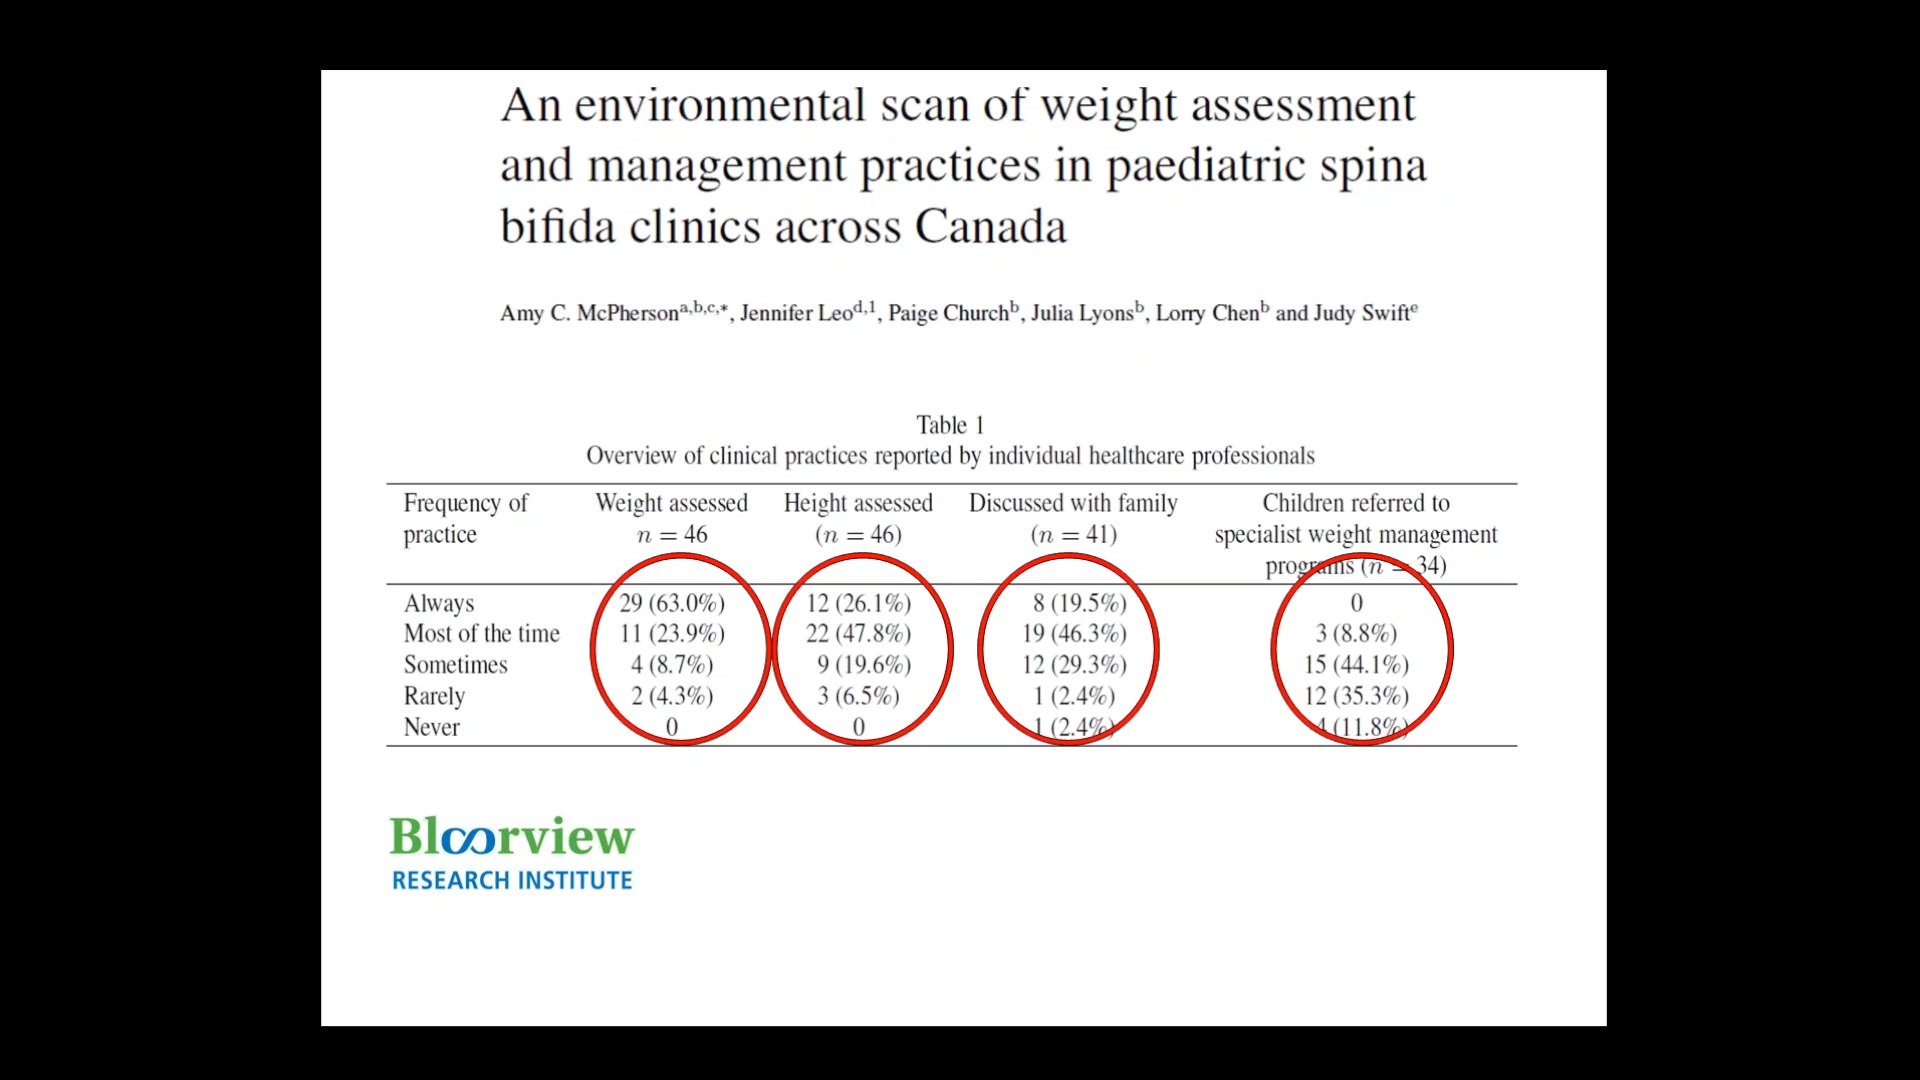 An environmental scan of weight assessment
and management practices in paediatric spina
bifida clinics across Canada
Amy C. McPherson^a,b,c,*, Jennifer Leo^d,1, Paige Church^b, Julia Lyons^b, Lorry Chen^b and Judy Swift^e
Table 1
Overview of clinical practices reported by individual healthcare professionals
Frequency of practice Weight assessed n = 46 Height assessed (n = 46) Discussed with family (n = 41) Children referred to specialist weight management programs (n = 34)
Always 29 (63.0%) 12 (26.1%) 8 (19.5%) 0
Most of the time 11 (23.9%) 22 (47.8%) 19 (46.3%) 3 (8.8%)
Sometimes 4 (8.7%) 9 (19.6%) 12 (29.3%) 15 (44.1%)
Rarely 2 (4.3%) 3 (6.5%) 1 (2.4%) 12 (35.3%)
Never 0 0 1 (2.4%) 4 (11.8%)
Bloorview
RESEARCH INSTITUTE